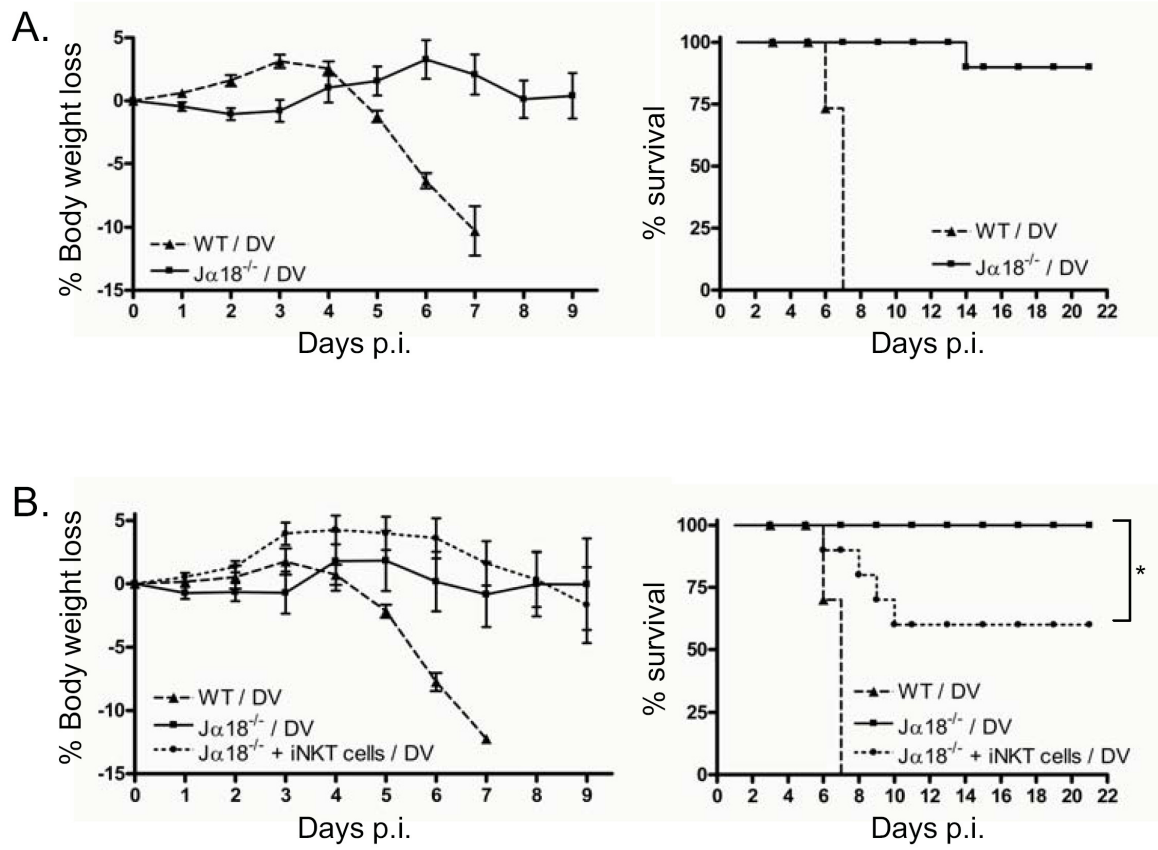 A.
% Body weight loss
5
0
-5
-10
-15
WT / DV
Jα18-/- / DV
0 1 2 3 4 5 6 7 8 9
Days p.i.
% survival
100
75
50
25
0
WT / DV
Jα18-/- / DV
0 2 4 6 8 10 12 14 16 18 20 22
Days p.i.
B.
% Body weight loss
5
0
-5
-10
-15
WT / DV
Jα18-/- / DV
Jα18-/- + iNKT cells / DV
0 1 2 3 4 5 6 7 8 9
Days p.i.
% survival
100
75
50
25
0
*
WT / DV
Jα18-/- / DV
Jα18-/- + iNKT cells / DV
0 2 4 6 8 10 12 14 16 18 20 22
Days p.i.